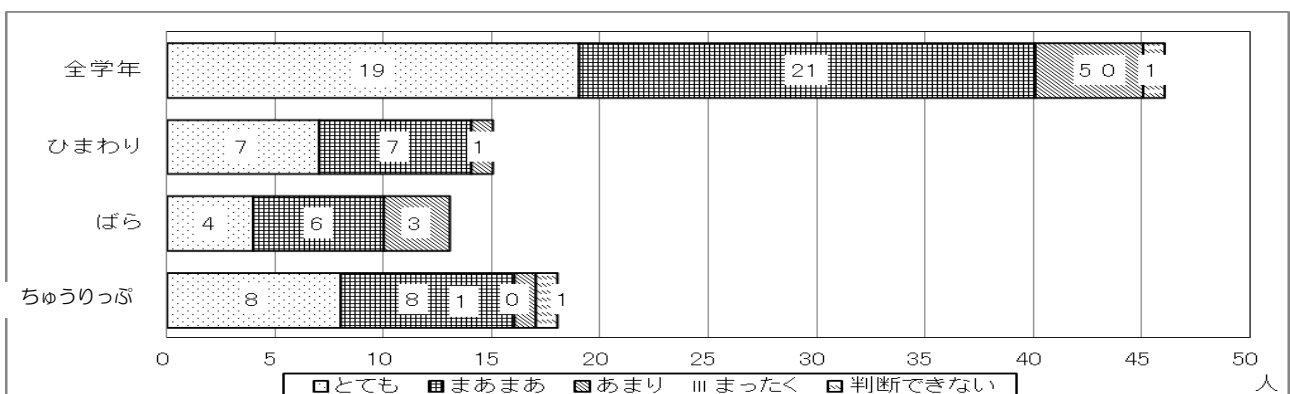 全学年 19 21 5 0 1
ひまわり 7 7 1
ばら 4 6 3
ちゅうりっぷ 8 8 1 0 1
0 5 10 15 20 25 30 35 40 45 50
とても まあまあ あまり まったく 判断できない 人